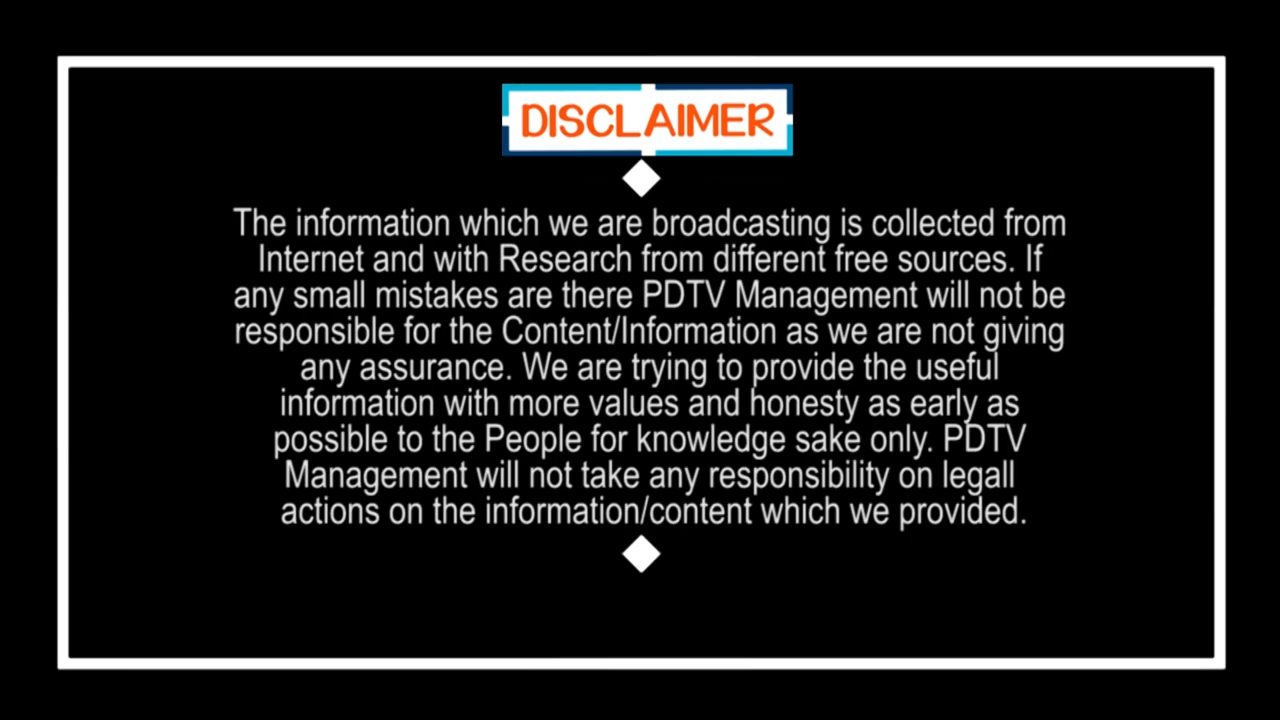 DISCLAIMER
The information which we are broadcasting is collected from
Internet and with Research from different free sources. If
any small mistakes are there PDTV Management will not be
responsible for the Content/Information as we are not giving
any assurance. We are trying to provide the useful
information with more values and honesty as early as
possible to the People for knowledge sake only. PDTV
Management will not take any responsibility on legall
actions on the information/content which we provided.